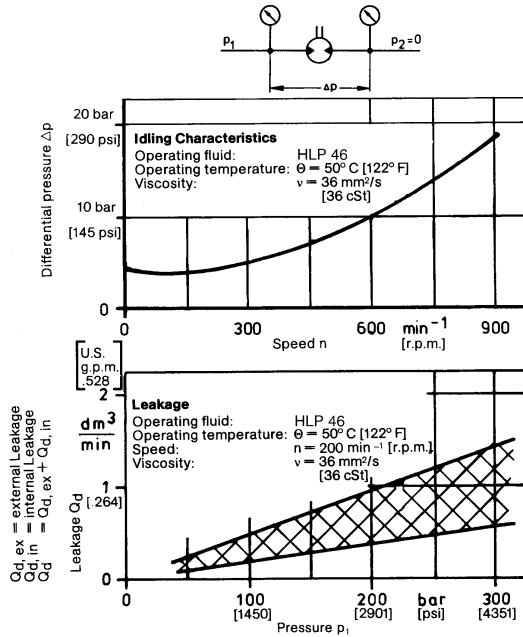 p1 p2=0
Δp
Differential pressure Δp
20 bar
[290 psi]
10 bar
[145 psi]
0
Idling Characteristics
Operating fluid: HLP 46
Operating temperature: Θ = 50° C [122° F]
Viscosity: ν = 36 mm²/s
[36 cSt]
0 300 600 min⁻¹ 900
Speed n [r.p.m.]
U.S.
g.p.m.
.528
2
dm³
min
1
[.264]
0
Leakage Qd
Qd, ex = external Leakage
Qd, in = internal Leakage
Qd = Qd, ex + Qd, in
Leakage
Operating fluid: HLP 46
Operating temperature: Θ = 50° C [122° F]
Speed: n = 200 min⁻¹ [r.p.m.]
Viscosity: ν = 36 mm²/s
[36 cSt]
0 100 200 bar 300
[1450] [2901] [psi] [4351]
Pressure p1